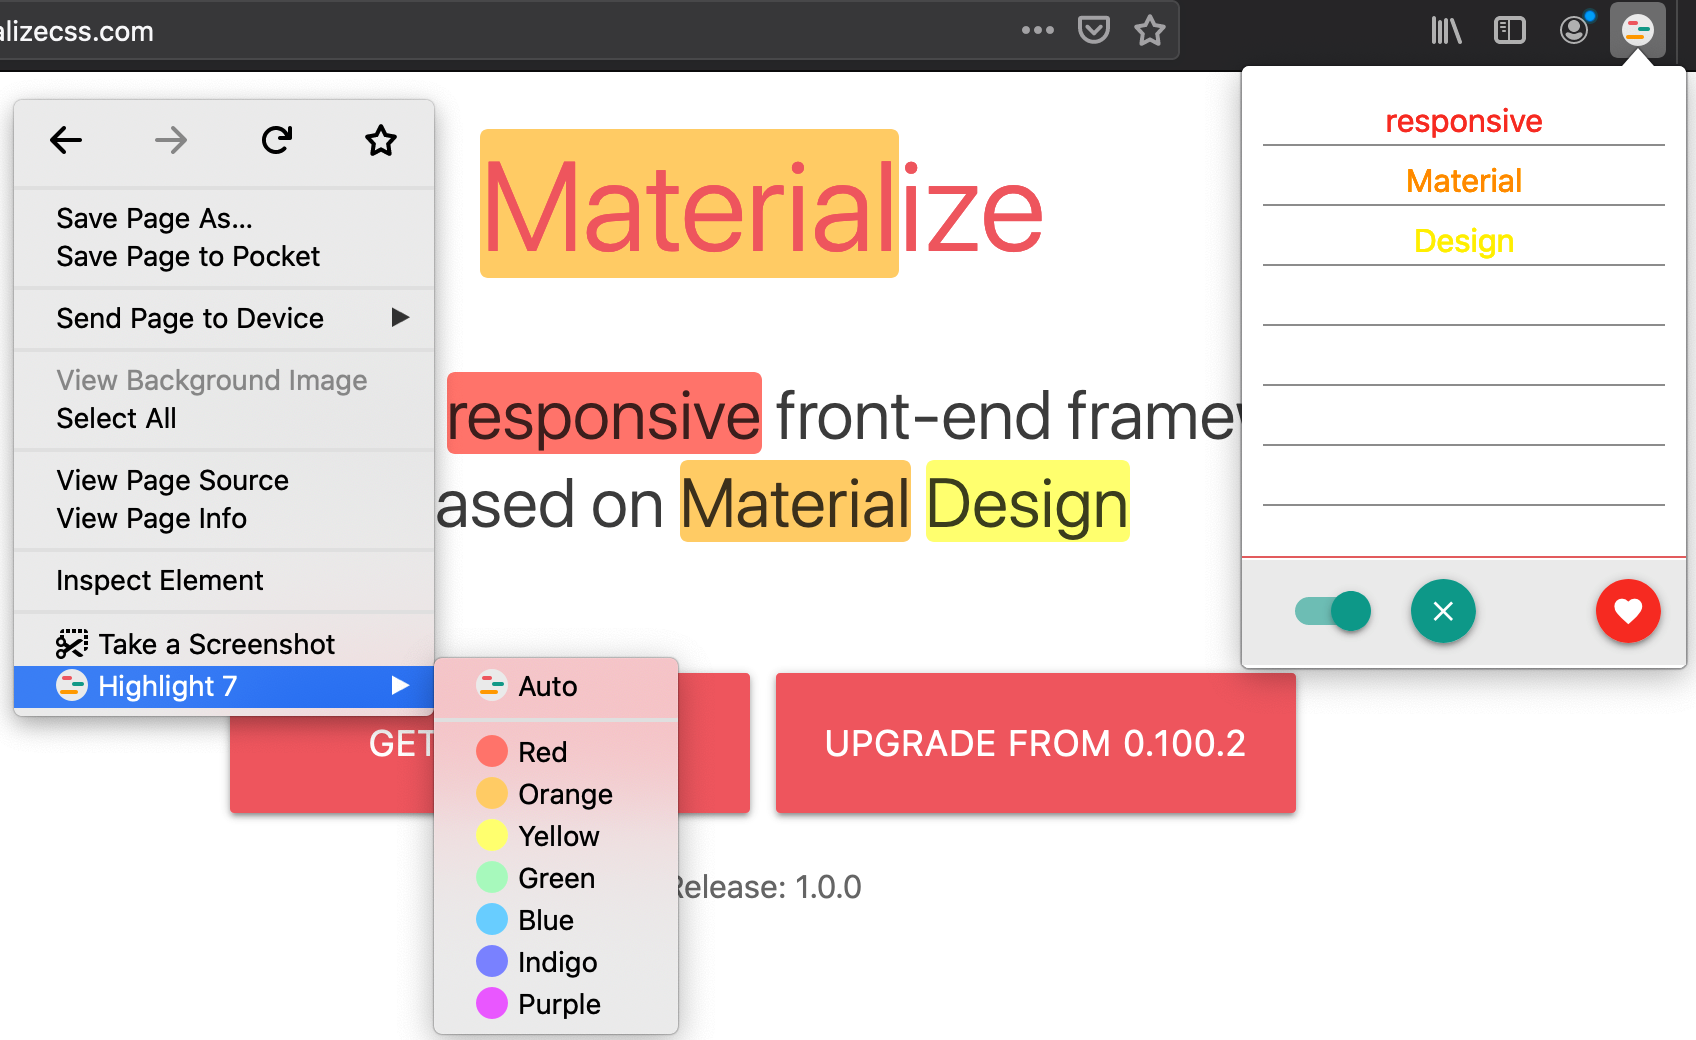 alizecss.com
Save Page As...
Save Page to Pocket
Send Page to Device
View Background Image
Select All
View Page Source
View Page Info
Inspect Element
Take a Screenshot
Highlight 7
Auto
Red
Orange
Yellow
Green
Blue
Indigo
Purple
Materialize
responsive front-end framew
ased on Material Design
GET
UPGRADE FROM 0.100.2
Release: 1.0.0
responsive
Material
Design